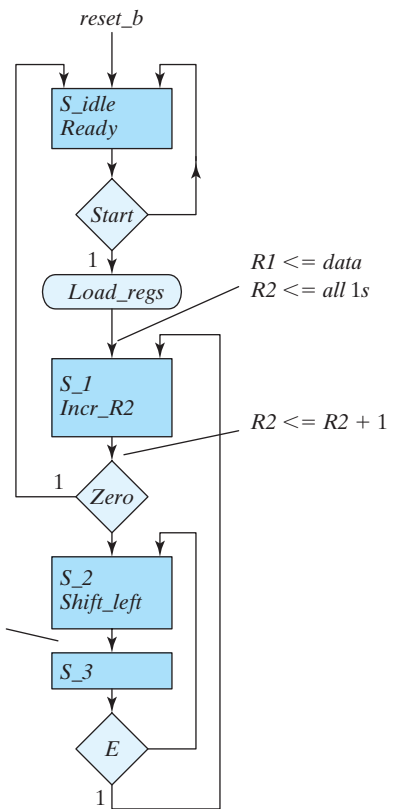 reset_b
S_idle
Ready
Start
1
Load_regs
R1 <= data
R2 <= all 1s
S_1
Incr_R2
R2 <= R2 + 1
1
Zero
S_2
Shift_left
S_3
E
1